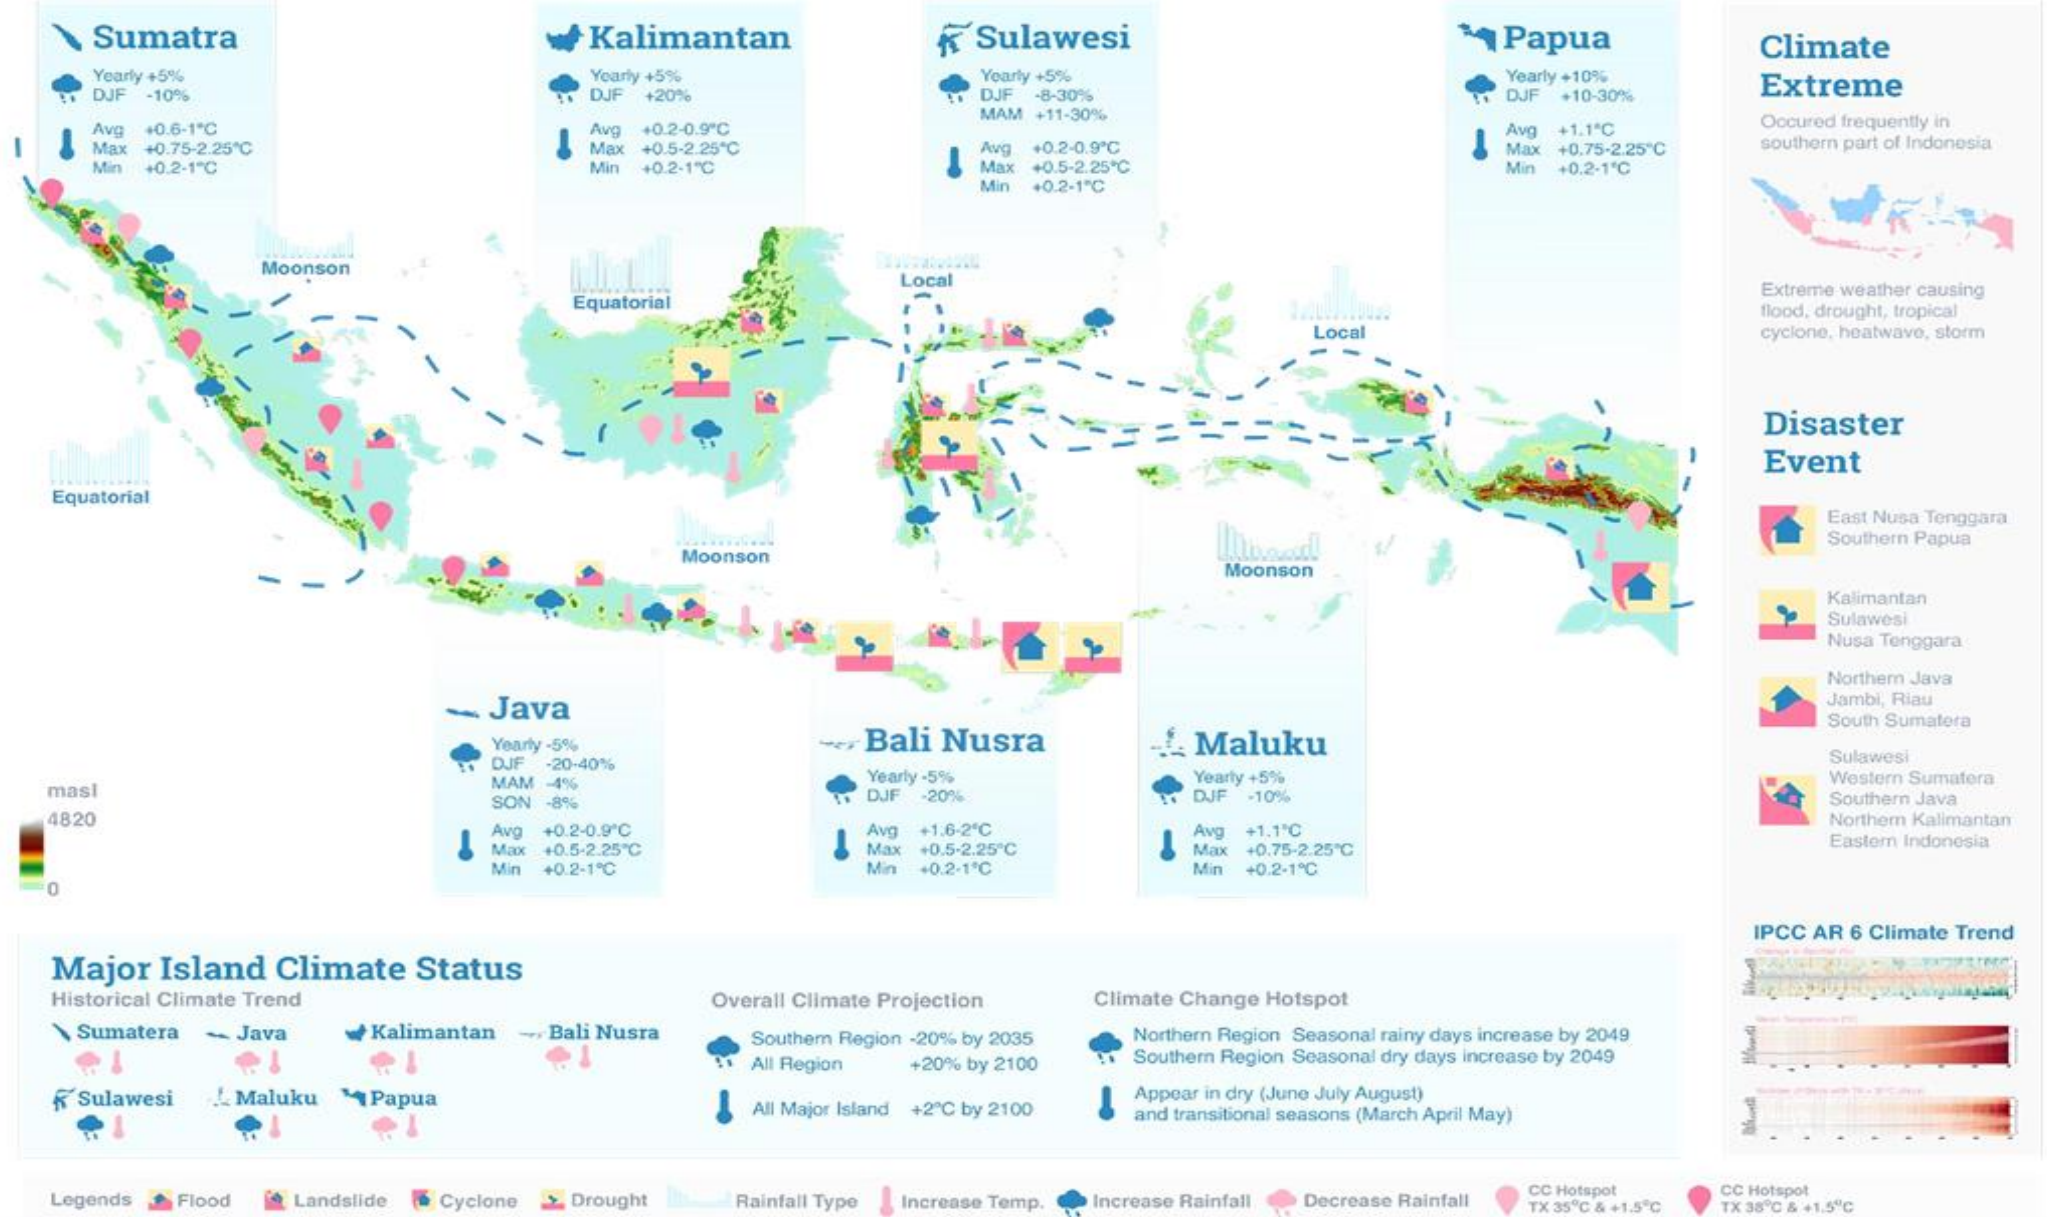 Sumatra
Yearly +5%
DJF -10%
Avg +0.6-1°C
Max +0.75-2.25°C
Min +0.2-1°C
Kalimantan
Yearly +5%
DJF +20%
Avg +0.2-0.9°C
Max +0.5-2.25°C
Min +0.2-1°C
Sulawesi
Yearly +5%
DJF -8-30%
MAM +11-30%
Avg +0.2-0.9°C
Max +0.5-2.25°C
Min +0.2-1°C
Papua
Yearly +10%
DJF +10-30%
Avg +1.1°C
Max +0.75-2.25°C
Min +0.2-1°C
Moonson
Equatorial
Local
Local
Equatorial
Moonson
Moonson
Java
Yearly -5%
DJF -20-40%
MAM -4%
SON -8%
Avg +0.2-0.9°C
Max +0.5-2.25°C
Min +0.2-1°C
Bali Nusra
Yearly -5%
DJF -20%
Avg +1.6-2°C
Max +0.5-2.25°C
Min +0.2-1°C
Maluku
Yearly +5%
DJF -10%
Avg +1.1°C
Max +0.75-2.25°C
Min +0.2-1°C
masl
4820
0
Climate
Extreme
Occured frequently in
southern part of Indonesia
Extreme weather causing
flood, drought, tropical
cyclone, heatwave, storm
Disaster
Event
East Nusa Tenggara
Southern Papua
Kalimantan
Sulawesi
Nusa Tenggara
Northern Java
Jambi, Riau
South Sumatera
Sulawesi
Western Sumatera
Southern Java
Northern Kalimantan
Eastern Indonesia
IPCC AR 6 Climate Trend
Major Island Climate Status
Historical Climate Trend
Sumatera
Java
Kalimantan
Bali Nusra
Sulawesi
Maluku
Papua
Overall Climate Projection
Southern Region -20% by 2035
All Region +20% by 2100
All Major Island +2°C by 2100
Climate Change Hotspot
Northern Region Seasonal rainy days increase by 2049
Southern Region Seasonal dry days increase by 2049
Appear in dry (June July August)
and transitional seasons (March April May)
Legends Flood Landslide Cyclone Drought Rainfall Type Increase Temp. Increase Rainfall Decrease Rainfall
CC Hotspot
TX 35°C & +1.5°C
CC Hotspot
TX 38°C & +1.5°C